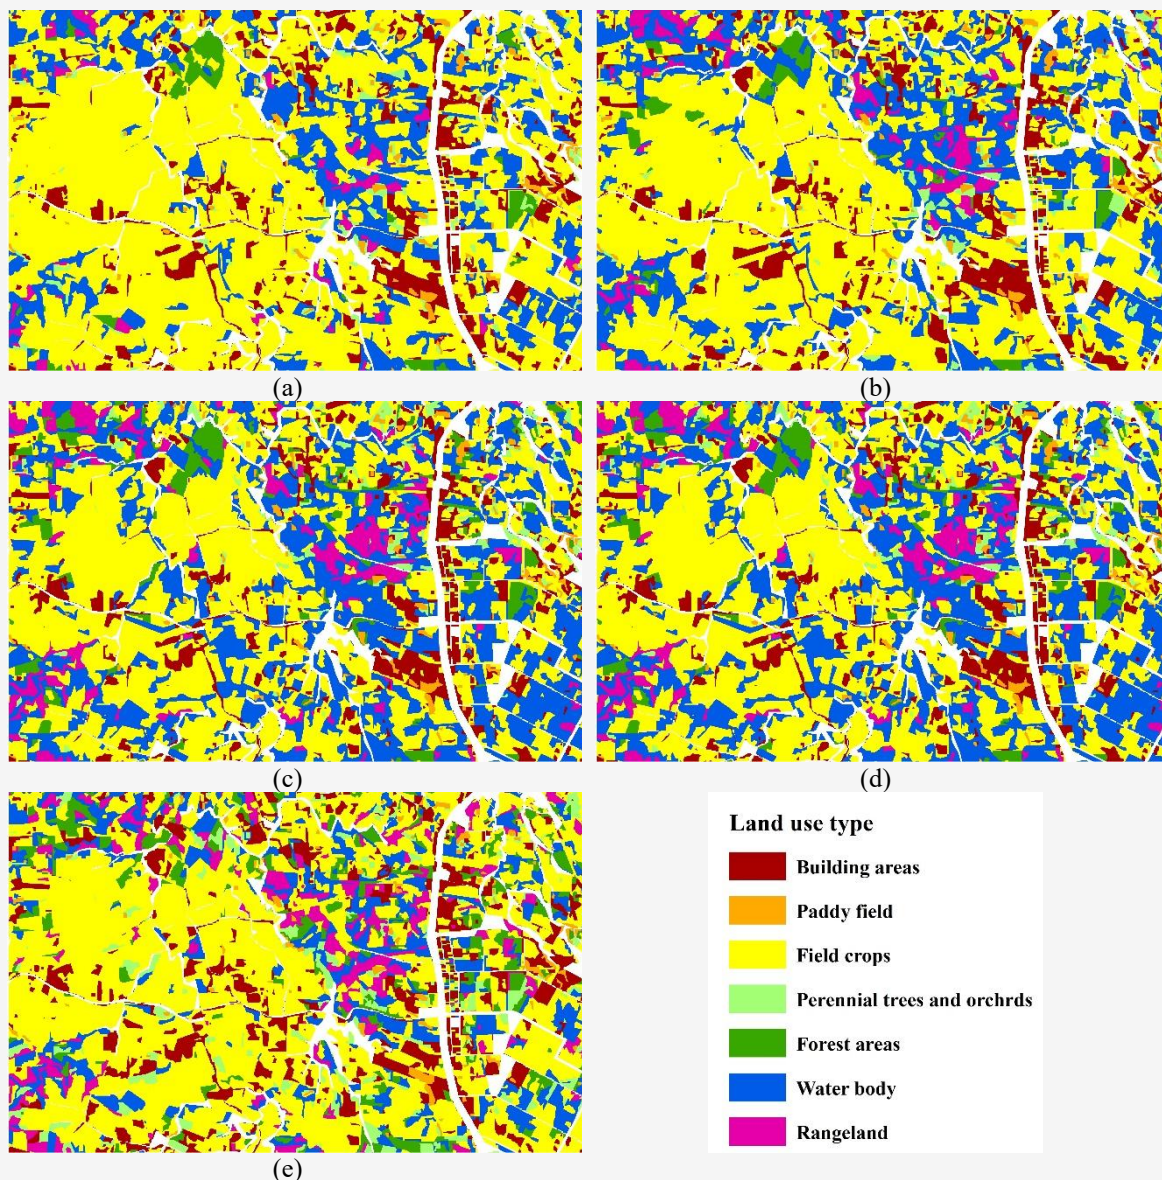 (a)
(b)
(c)
(d)
(e)
Land use type
Building areas
Paddy field
Field crops
Perennial trees and orchrds
Forest areas
Water body
Rangeland